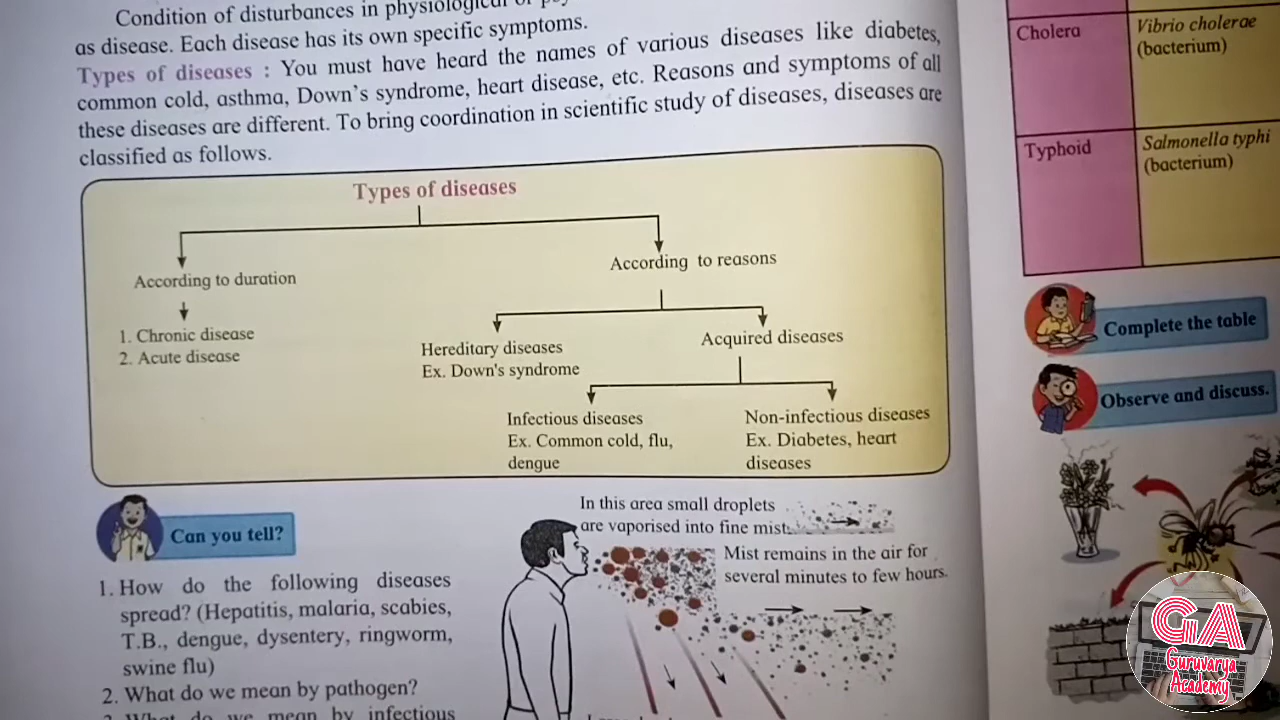 Condition of disturbances in physiological or
as disease. Each disease has its own specific symptoms.
Types of diseases : You must have heard the names of various diseases like diabetes,
common cold, asthma, Down's syndrome, heart disease, etc. Reasons and symptoms of all
these diseases are different. To bring coordination in scientific study of diseases, diseases are
classified as follows.
Types of diseases
According to duration
1. Chronic disease
2. Acute disease
According to reasons
Hereditary diseases
Ex. Down's syndrome
Acquired diseases
Infectious diseases
Ex. Common cold, flu,
dengue
Non-infectious diseases
Ex. Diabetes, heart
diseases
Can you tell?
1. How do the following diseases
spread? (Hepatitis, malaria, scabies,
T.B., dengue, dysentery, ringworm,
swine flu)
2. What do we mean by pathogen?
3. What do we mean by infectious
In this area small droplets
are vaporised into fine mist.
Mist remains in the air for
several minutes to few hours.
Cholera
Vibrio cholerae
(bacterium)
Typhoid
Salmonella typhi
(bacterium)
Complete the table
Observe and discuss.
GA
Guruvarya
Academy